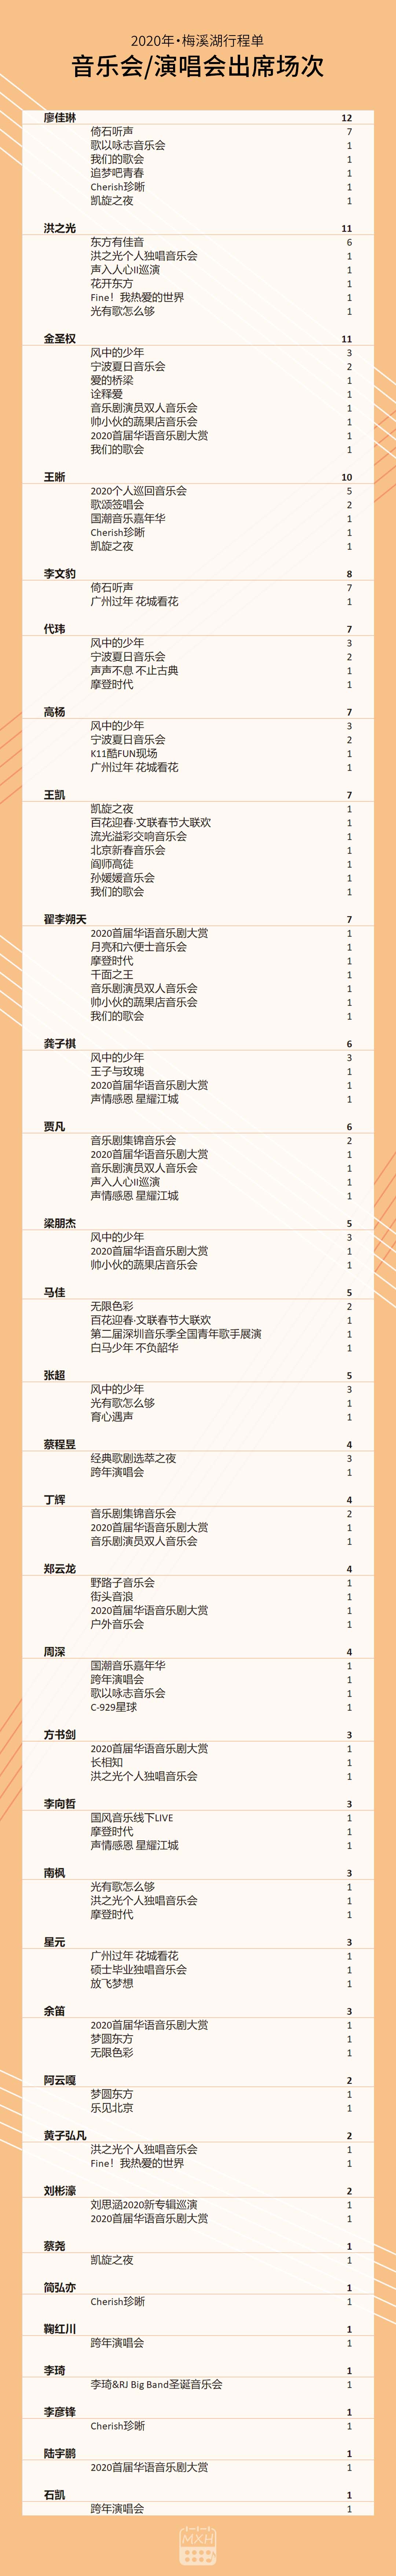 2020年·梅溪湖行程单
音乐会/演唱会出席场次
廖佳琳 12
倚石听声 7
歌以咏志音乐会 1
我们的歌会 1
追梦吧青春 1
Cherish珍晰 1
凯旋之夜 1
洪之光 11
东方有佳音 6
洪之光个人独唱音乐会 1
声入人心II巡演 1
花开东方 1
Fine！我热爱的世界 1
光有歌怎么够 1
金圣权 11
风中的少年 3
宁波夏日音乐会 2
爱的桥梁 1
诠释爱 1
音乐剧演员双人音乐会 1
帅小伙的蔬果店音乐会 1
2020首届华语音乐剧大赏 1
我们的歌会 1
王晰 10
2020个人巡回音乐会 5
歌颂签唱会 2
国潮音乐嘉年华 1
Cherish珍晰 1
凯旋之夜 1
李文豹 8
倚石听声 7
广州过年 花城看花 1
代玮 7
风中的少年 3
宁波夏日音乐会 2
声声不息 不止古典 1
摩登时代 1
高杨 7
风中的少年 3
宁波夏日音乐会 2
K11酷FUN现场 1
广州过年 花城看花 1
王凯 7
凯旋之夜 1
百花迎春·文联春节大联欢 1
流光溢彩交响音乐会 1
北京新春音乐会 1
阎师高徒 1
孙媛媛音乐会 1
我们的歌会 1
翟李朔天 7
2020首届华语音乐剧大赏 1
月亮和六便士音乐会 1
摩登时代 1
千面之王 1
音乐剧演员双人音乐会 1
帅小伙的蔬果店音乐会 1
我们的歌会 1
龚子棋 6
风中的少年 3
王子与玫瑰 1
2020首届华语音乐剧大赏 1
声情感恩 星耀江城 1
贾凡 6
音乐剧集锦音乐会 2
2020首届华语音乐剧大赏 1
音乐剧演员双人音乐会 1
声入人心II巡演 1
声情感恩 星耀江城 1
梁朋杰 5
风中的少年 3
2020首届华语音乐剧大赏 1
帅小伙的蔬果店音乐会 1
马佳 5
无限色彩 2
百花迎春·文联春节大联欢 1
第二届深圳音乐季全国青年歌手展演 1
白马少年 不负韶华 1
张超 5
风中的少年 3
光有歌怎么够 1
育心遇声 1
蔡程昱 4
经典歌剧选萃之夜 3
跨年演唱会 1
丁辉 4
音乐剧集锦音乐会 2
2020首届华语音乐剧大赏 1
音乐剧演员双人音乐会 1
郑云龙 4
野路子音乐会 1
街头音浪 1
2020首届华语音乐剧大赏 1
户外音乐会 1
周深 4
国潮音乐嘉年华 1
跨年演唱会 1
歌以咏志音乐会 1
C-929星球 1
方书剑 3
2020首届华语音乐剧大赏 1
长相知 1
洪之光个人独唱音乐会 1
李向哲 3
国风音乐线下LIVE 1
摩登时代 1
声情感恩 星耀江城 1
南枫 3
光有歌怎么够 1
洪之光个人独唱音乐会 1
摩登时代 1
星元 3
广州过年 花城看花 1
硕士毕业独唱音乐会 1
放飞梦想 1
余笛 3
2020首届华语音乐剧大赏 1
梦圆东方 1
无限色彩 1
阿云嘎 2
梦圆东方 1
乐见北京 1
黄子弘凡 2
洪之光个人独唱音乐会 1
Fine！我热爱的世界 1
刘彬濠 2
刘思涵2020新专辑巡演 1
2020首届华语音乐剧大赏 1
蔡尧 1
凯旋之夜 1
简弘亦 1
Cherish珍晰 1
鞠红川 1
跨年演唱会 1
李琦 1
李琦&RJ Big Band圣诞音乐会 1
李彦锋 1
Cherish珍晰 1
陆宇鹏 1
2020首届华语音乐剧大赏 1
石凯 1
跨年演唱会 1
MXH